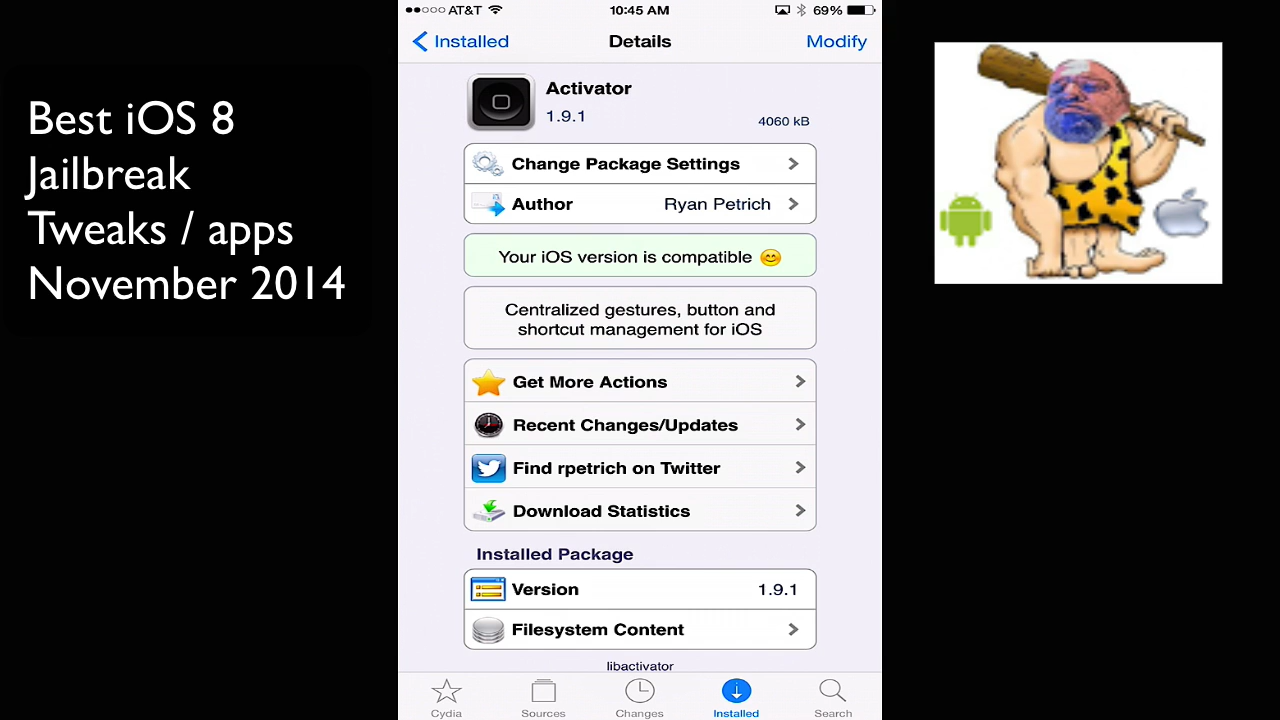 Best iOS 8
Jailbreak
Tweaks / apps
November 2014
AT&T 10:45 AM 69%
Installed Details Modify
Activator
1.9.1
4060 kB
Change Package Settings
Author Ryan Petrich
Your iOS version is compatible 😊
Centralized gestures, button and
shortcut management for iOS
Get More Actions
Recent Changes/Updates
Find rpetrich on Twitter
Download Statistics
Installed Package
Version 1.9.1
Filesystem Content
libactivator
Cydia Sources Changes Installed Search